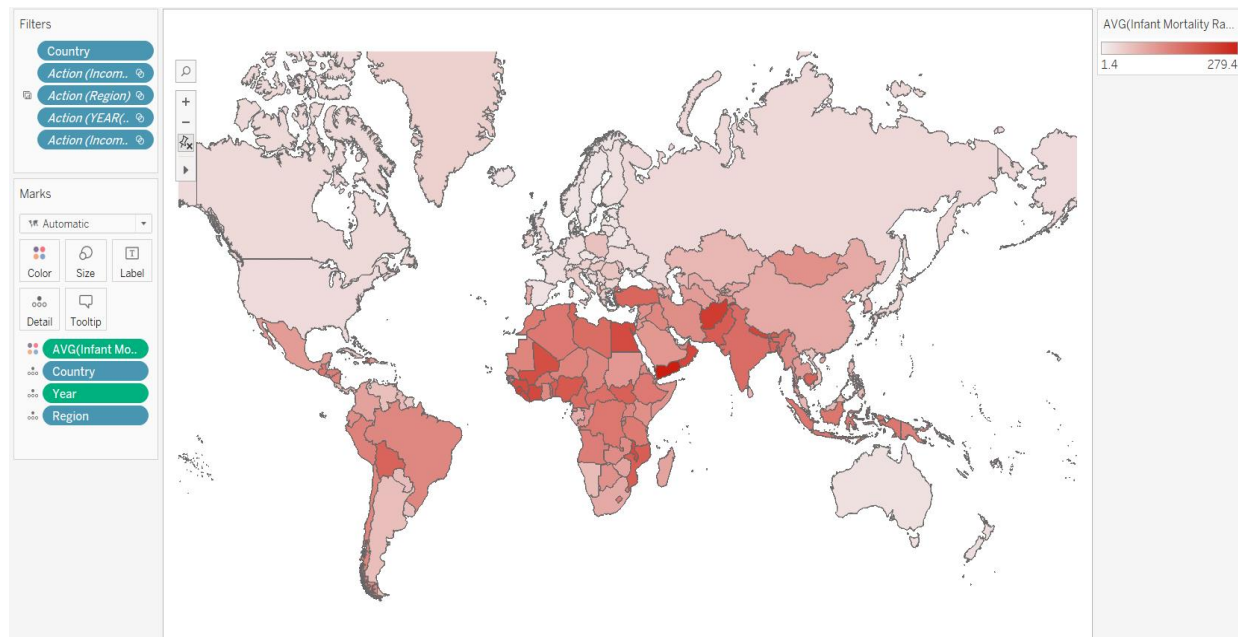 Filters
Country
Action (Incom..
Action (Region)
Action (YEAR(..
Action (Incom..
Marks
Automatic
Color
Size
T
Label
Detail
Tooltip
AVG(Infant Mo..
Country
Year
Region
AVG(Infant Mortality Ra...
1.4
279.4